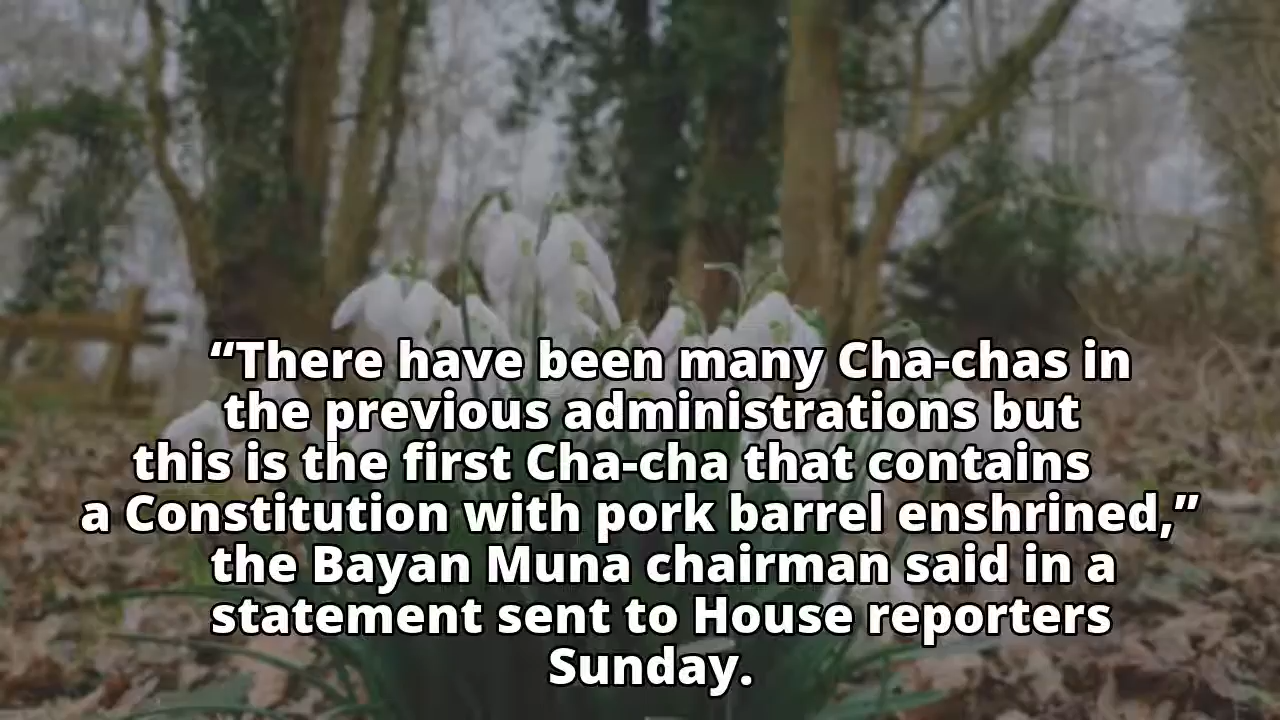 “There have been many Cha-chas in
the previous administrations but
this is the first Cha-cha that contains
a Constitution with pork barrel enshrined,”
the Bayan Muna chairman said in a
statement sent to House reporters
Sunday.